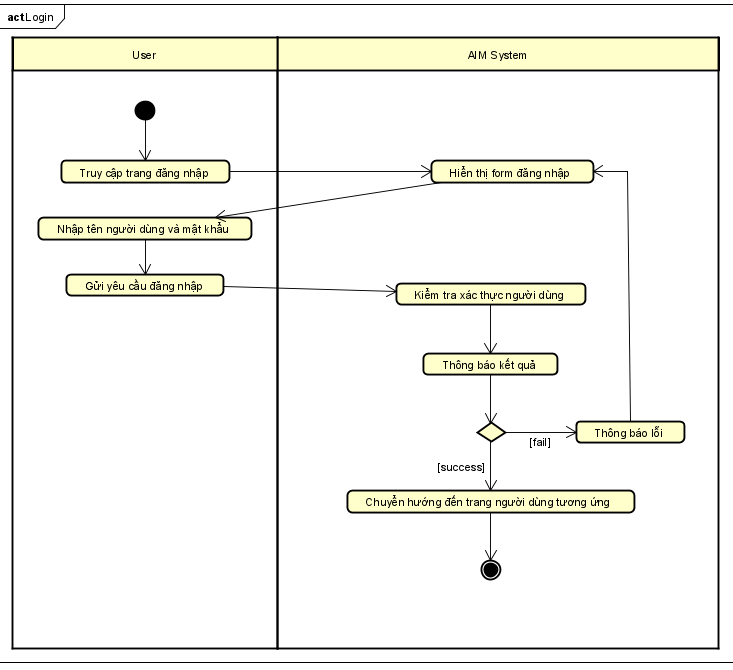 actLogin
User
AIM System
Truy cập trang đăng nhập
Hiển thị form đăng nhập
Nhập tên người dùng và mật khẩu
Gửi yêu cầu đăng nhập
Kiểm tra xác thực người dùng
Thông báo kết quả
[fail]
Thông báo lỗi
[success]
Chuyển hướng đến trang người dùng tương ứng